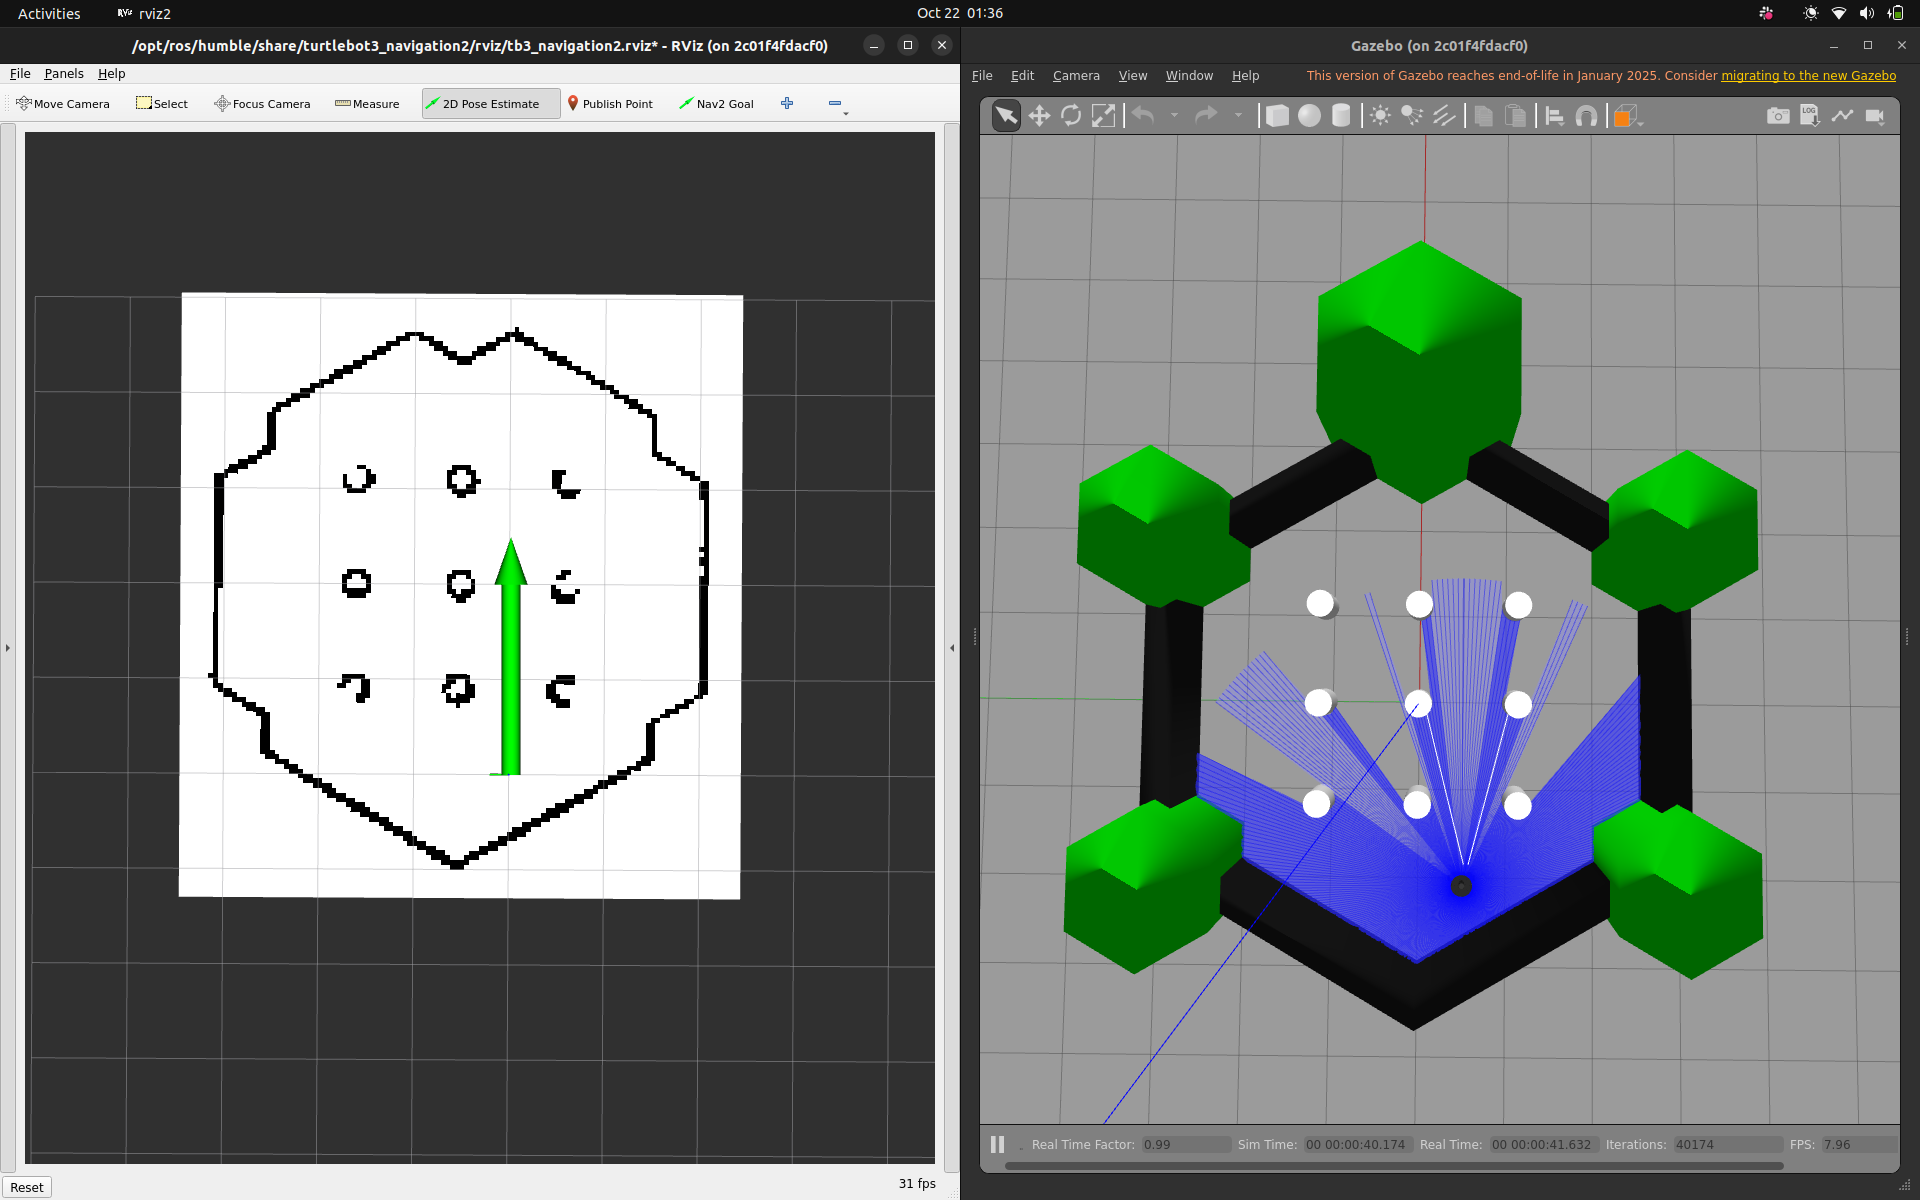 Activities RViz rviz2 Oct 22 01:36
/opt/ros/humble/share/turtlebot3_navigation2/rviz/tb3_navigation2.rviz* - RViz (on 2c01f4fdacf0)
File Panels Help
Move Camera Select Focus Camera Measure 2D Pose Estimate Publish Point Nav2 Goal
Reset 31 fps
Gazebo (on 2c01f4fdacf0)
File Edit Camera View Window Help This version of Gazebo reaches end-of-life in January 2025. Consider migrating to the new Gazebo
LOG
Real Time Factor: 0.99 Sim Time: 00 00:00:40.174 Real Time: 00 00:00:41.632 Iterations: 40174 FPS: 7.96